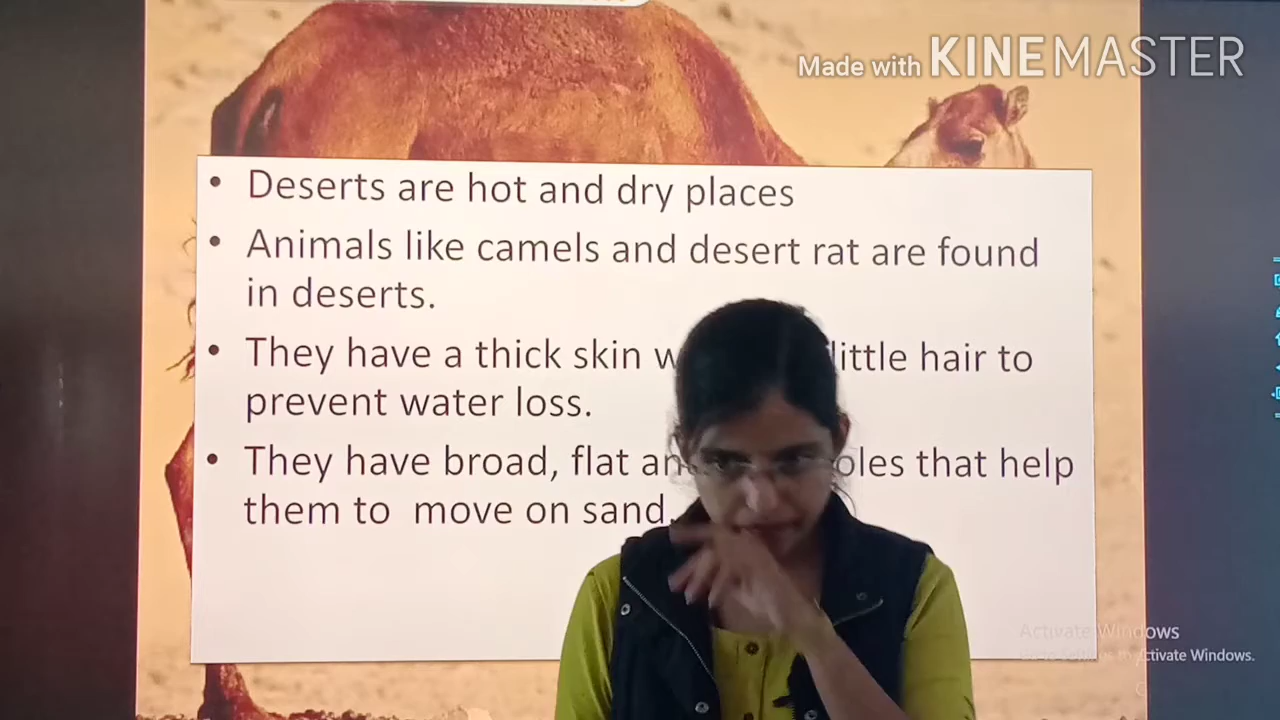 Made with KINEMASTER
• Deserts are hot and dry places
• Animals like camels and desert rat are found
in deserts.
• They have a thick skin little hair to
prevent water loss.
• They have broad, flat that help
them to move on sand.
Activate Windows
Activate Windows.